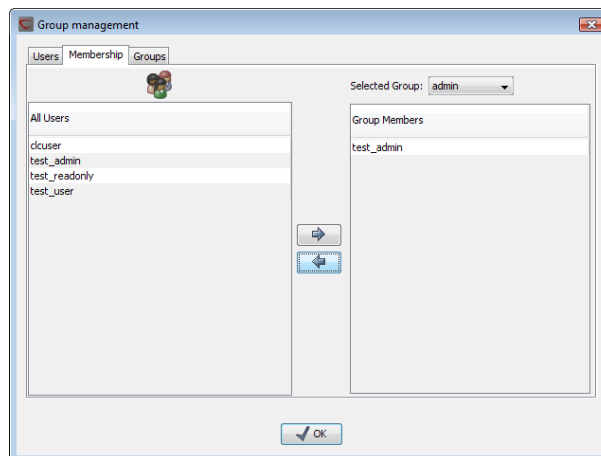 Group management
Users Membership Groups
Selected Group: admin
All Users
clcuser
test_admin
test_readonly
test_user
Group Members
test_admin
OK